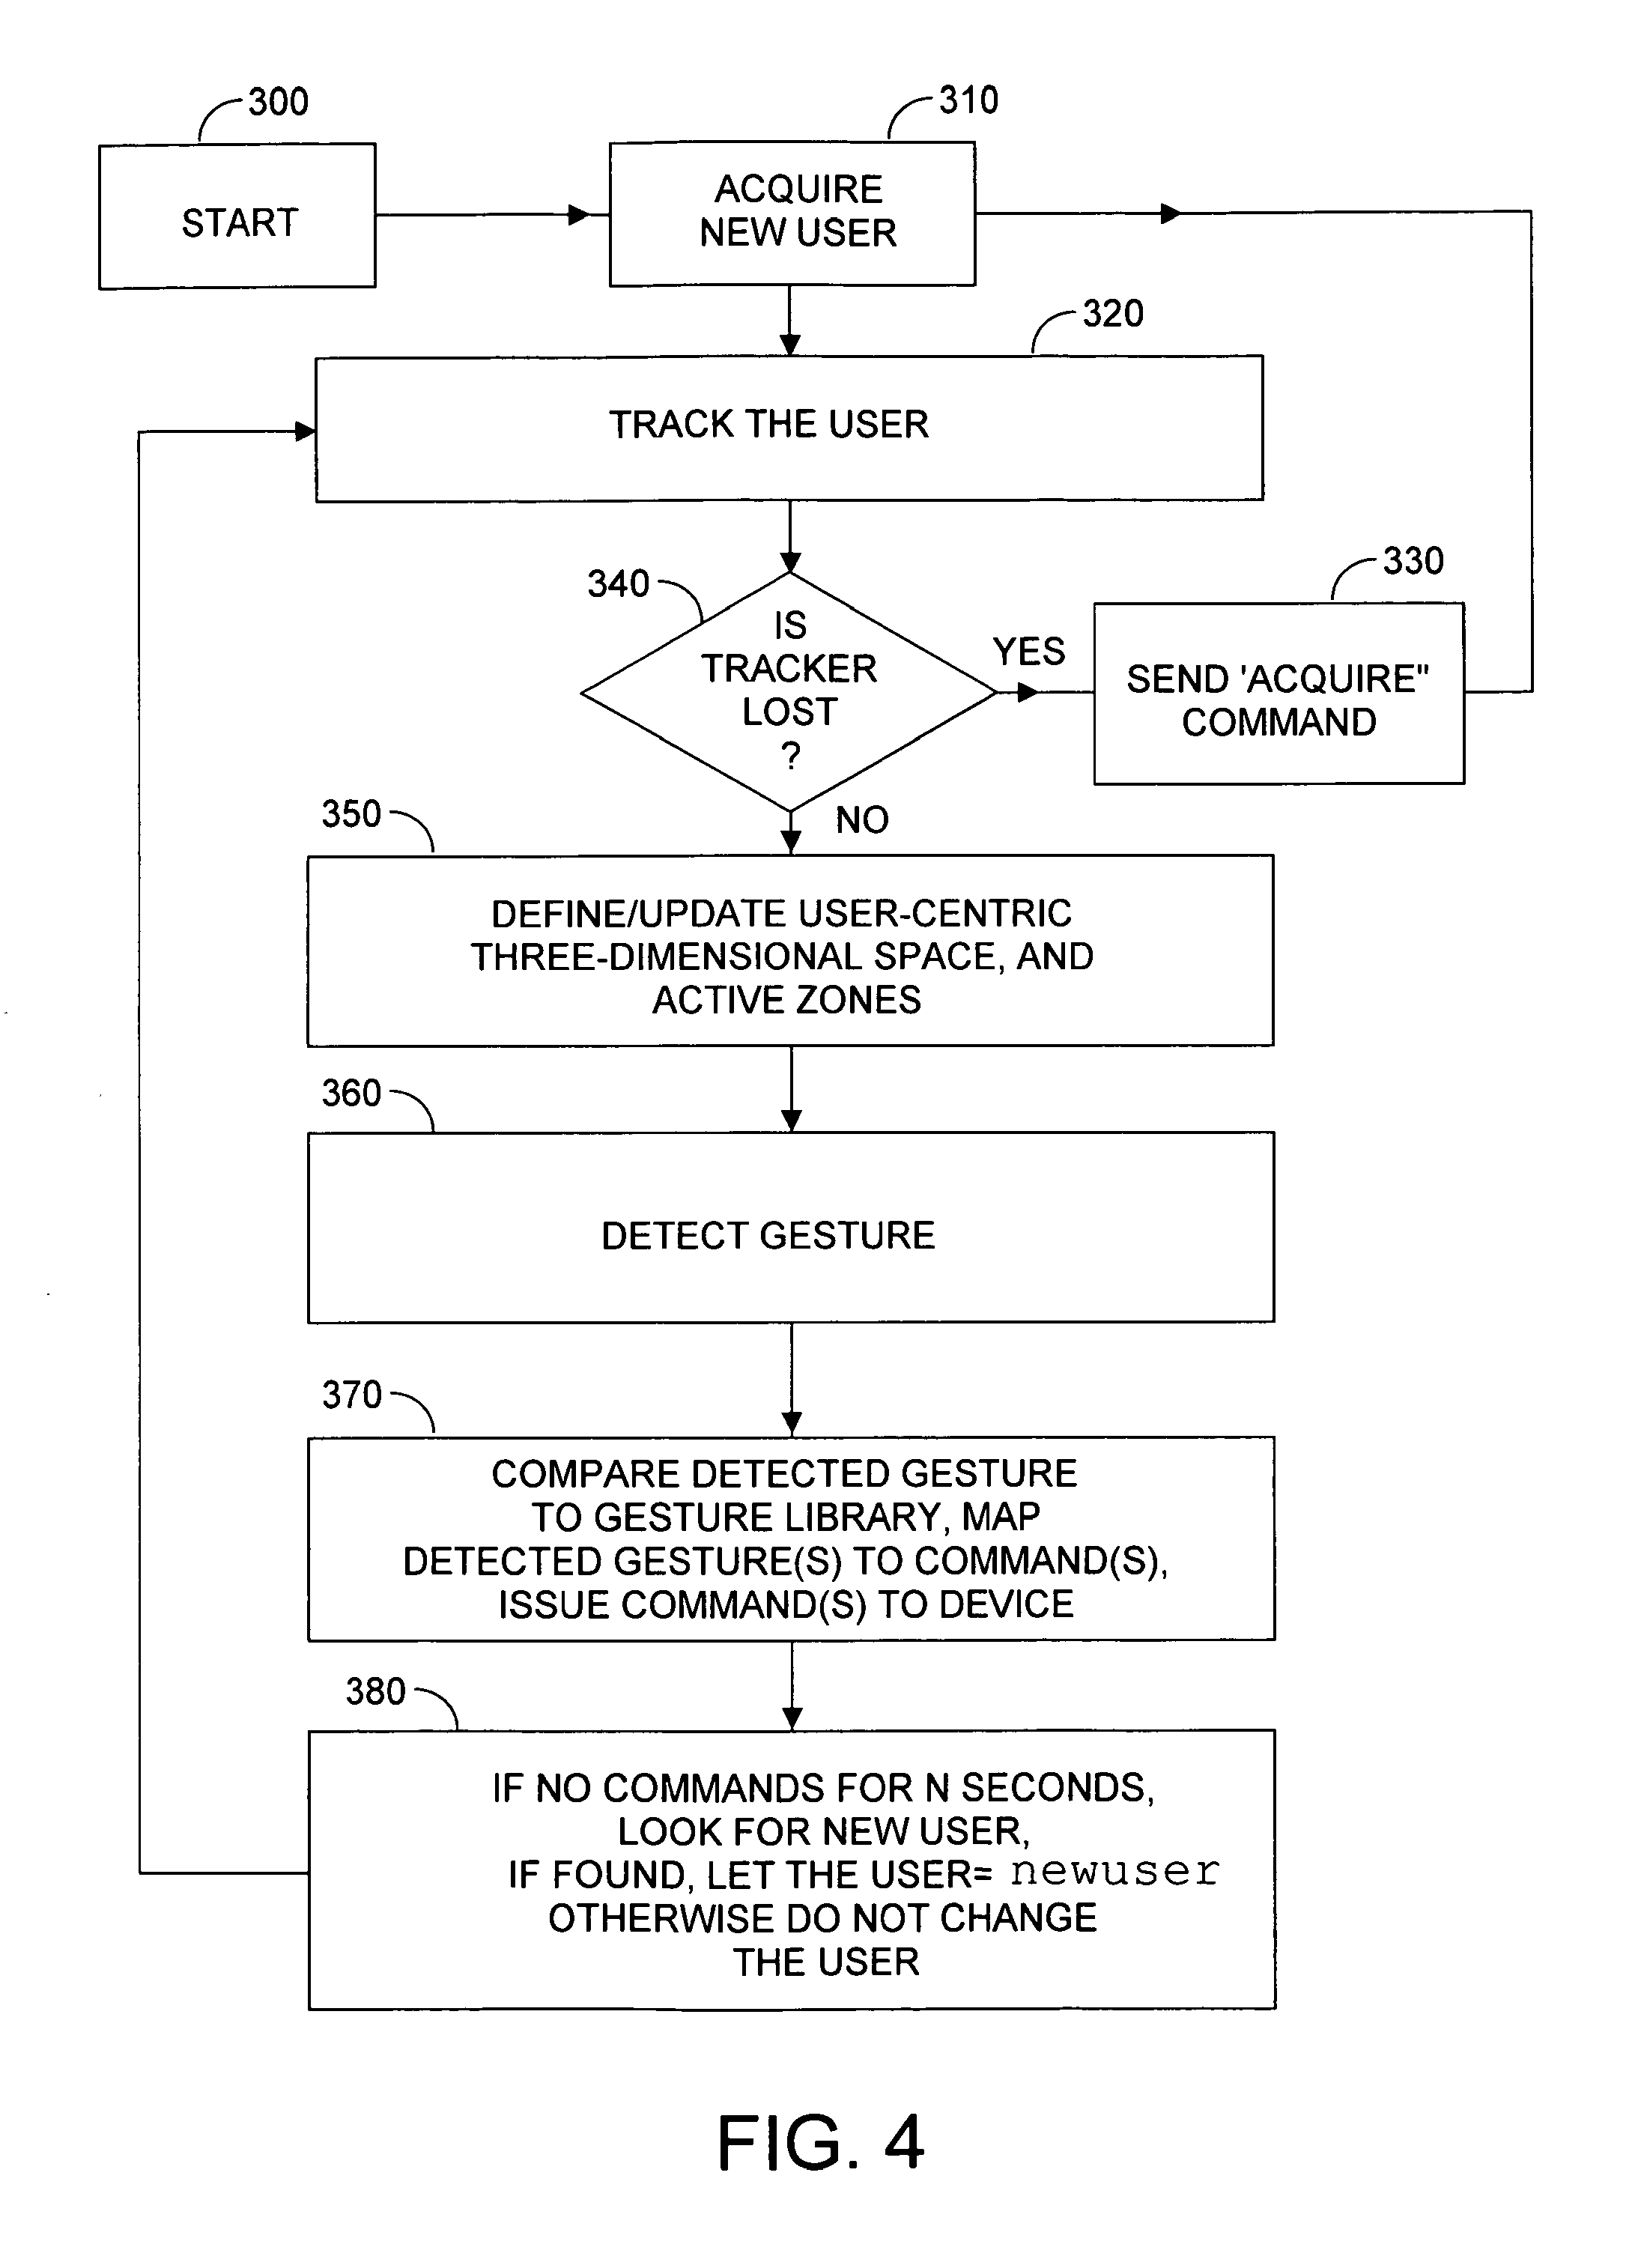 300
START
310
ACQUIRE
NEW USER
320
TRACK THE USER
340
IS
TRACKER
LOST
?
YES
330
SEND 'ACQUIRE"
COMMAND
NO
350
DEFINE/UPDATE USER-CENTRIC
THREE-DIMENSIONAL SPACE, AND
ACTIVE ZONES
360
DETECT GESTURE
370
COMPARE DETECTED GESTURE
TO GESTURE LIBRARY, MAP
DETECTED GESTURE(S) TO COMMAND(S),
ISSUE COMMAND(S) TO DEVICE
380
IF NO COMMANDS FOR N SECONDS,
LOOK FOR NEW USER,
IF FOUND, LET THE USER= newuser
OTHERWISE DO NOT CHANGE
THE USER
FIG. 4